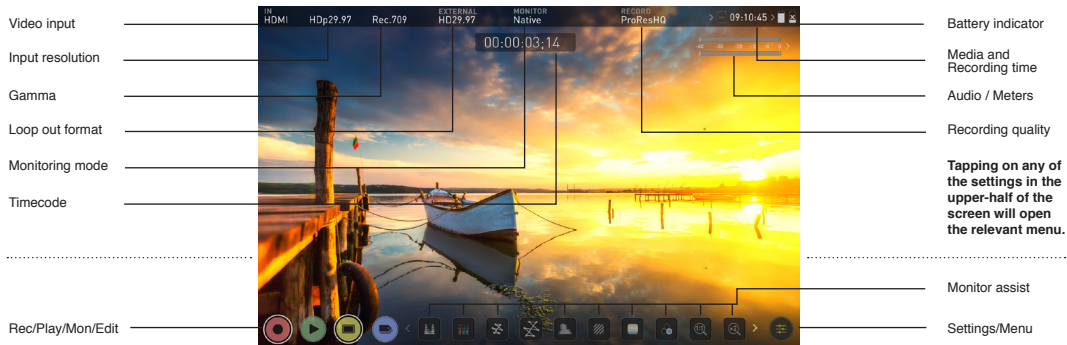 Video input
Input resolution
Gamma
Loop out format
Monitoring mode
Timecode
Rec/Play/Mon/Edit
IN
HDMI
HDp29.97
Rec.709
EXTERNAL
HD29.97
MONITOR
Native
RECORD
ProResHQ
09:10:45
00:00:03;14
1:1
Battery indicator
Media and
Recording time
Audio / Meters
Recording quality
Tapping on any of
the settings in the
upper-half of the
screen will open
the relevant menu.
Monitor assist
Settings/Menu